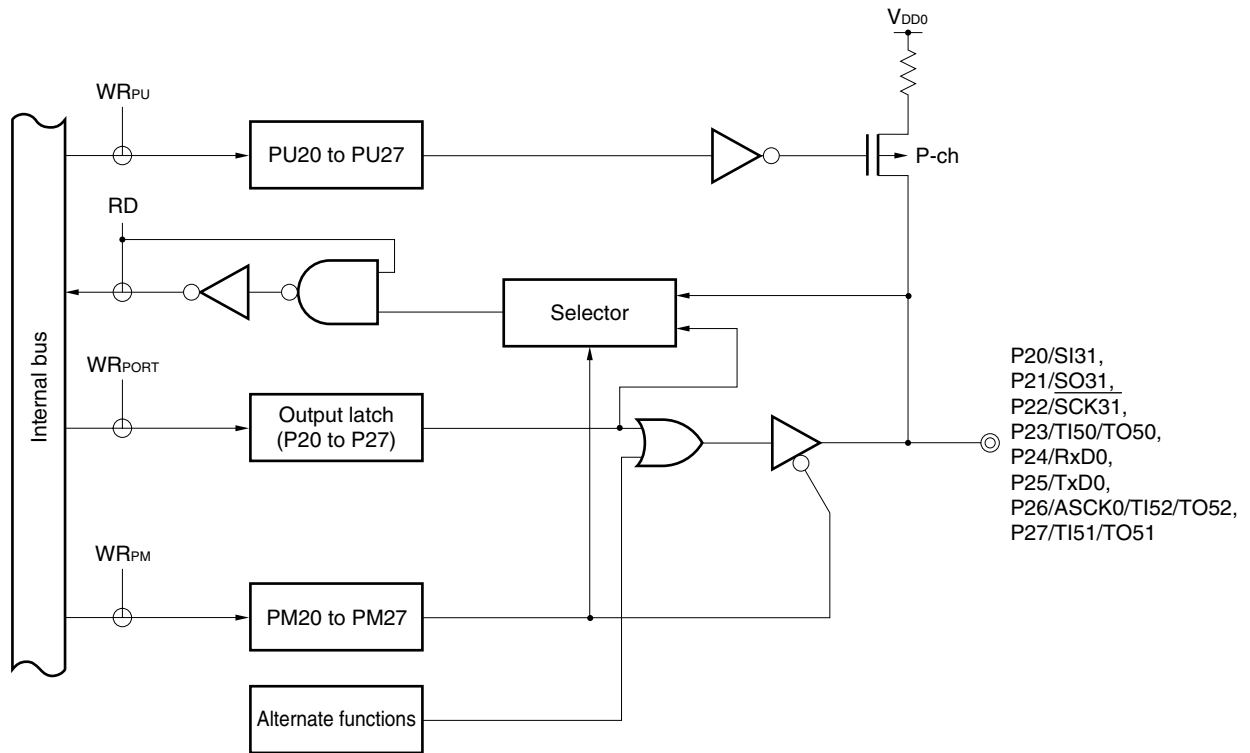 VDD0
WRPU
PU20 to PU27
P-ch
RD
Selector
Internal bus
WRPORT
Output latch
(P20 to P27)
P20/SI31,
P21/SO31,
P22/SCK31,
P23/TI50/TO50,
P24/RxD0,
P25/TxD0,
P26/ASCK0/TI52/TO52,
P27/TI51/TO51
WRPM
PM20 to PM27
Alternate functions